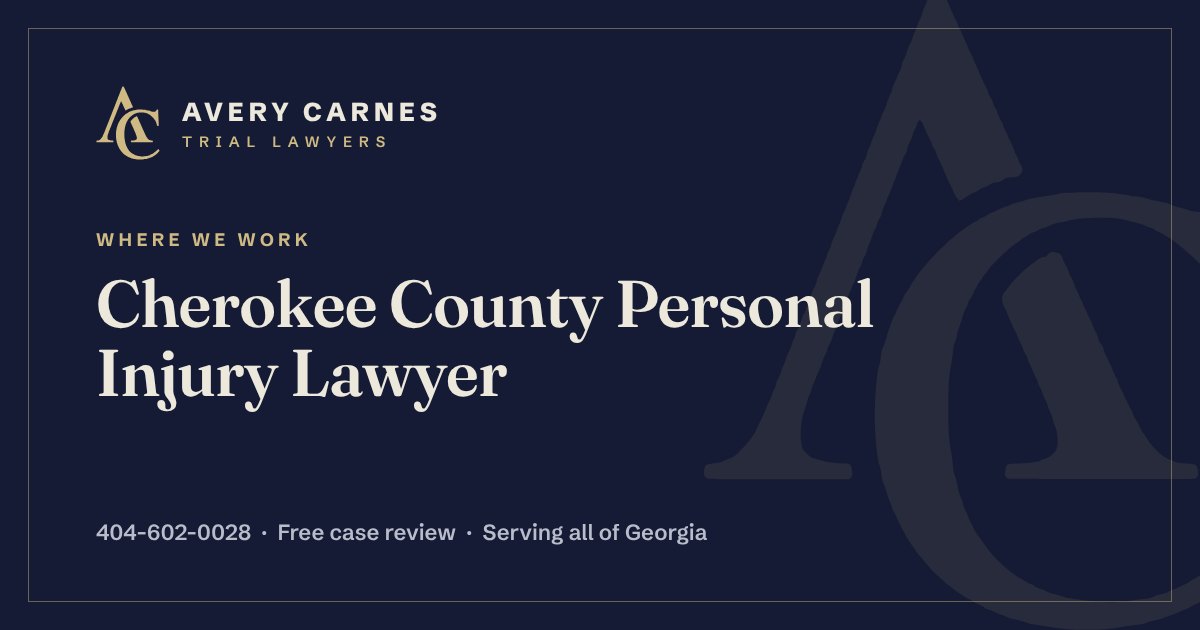 AVERY CARNES
TRIAL LAWYERS
WHERE WE WORK
Cherokee County Personal
Injury Lawyer
404-602-0028 · Free case review · Serving all of Georgia